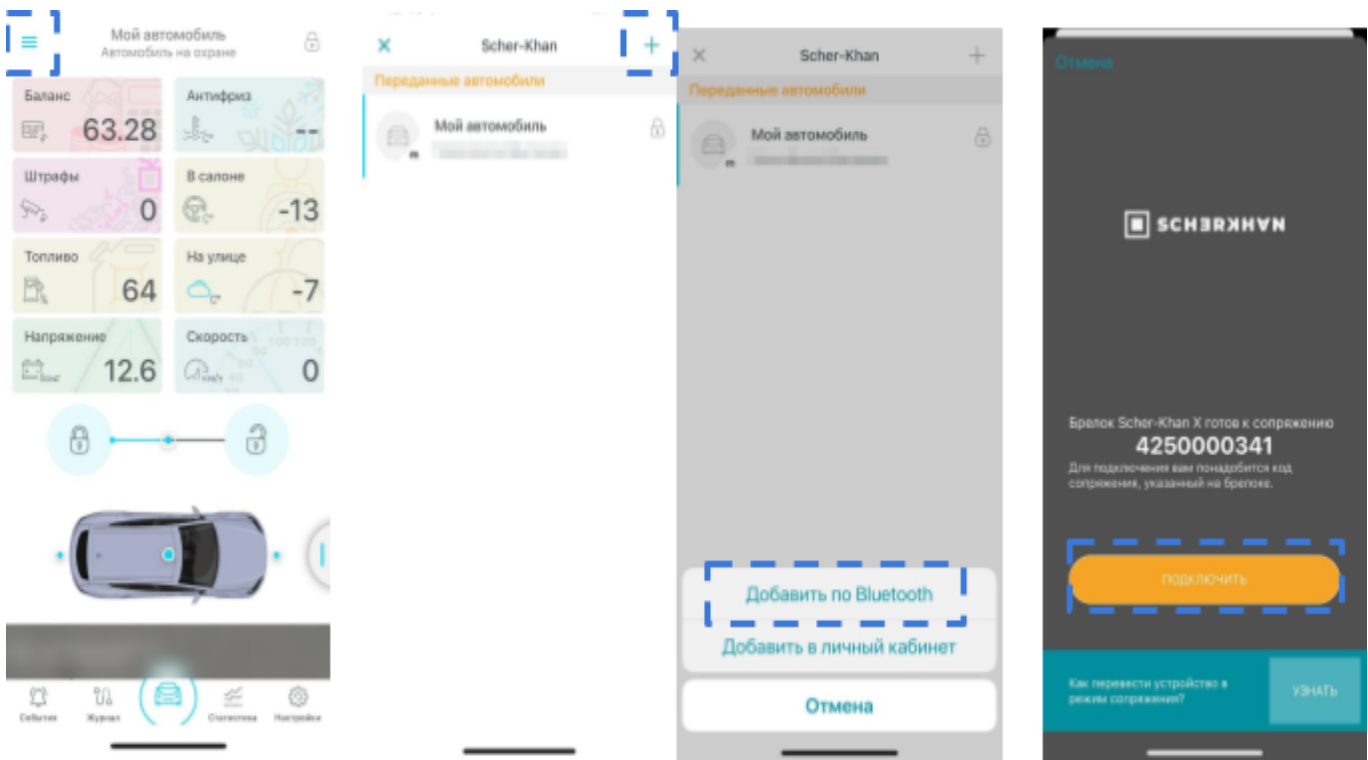 Мой автомобиль
Автомобиль на охране
Баланс
63.28
Антифриз
--
Штрафы
0
В салоне
-13
Топливо
64
На улице
-7
Напряжение
12.6
Скорость
0
События
Журнал
Статистика
Настройки
Scher-Khan
Переданные автомобили
Мой автомобиль
Scher-Khan
Переданные автомобили
Мой автомобиль
Добавить по Bluetooth
Добавить в личный кабинет
Отмена
Отмена
SCHERKHAN
Брелок Scher-Khan X готов к сопряжению
4250000341
Для подключения вам понадобится код
сопряжения, указанный на брелоке.
ПОДКЛЮЧИТЬ
Как перевести устройство в
режим сопряжения?
УЗНАТЬ